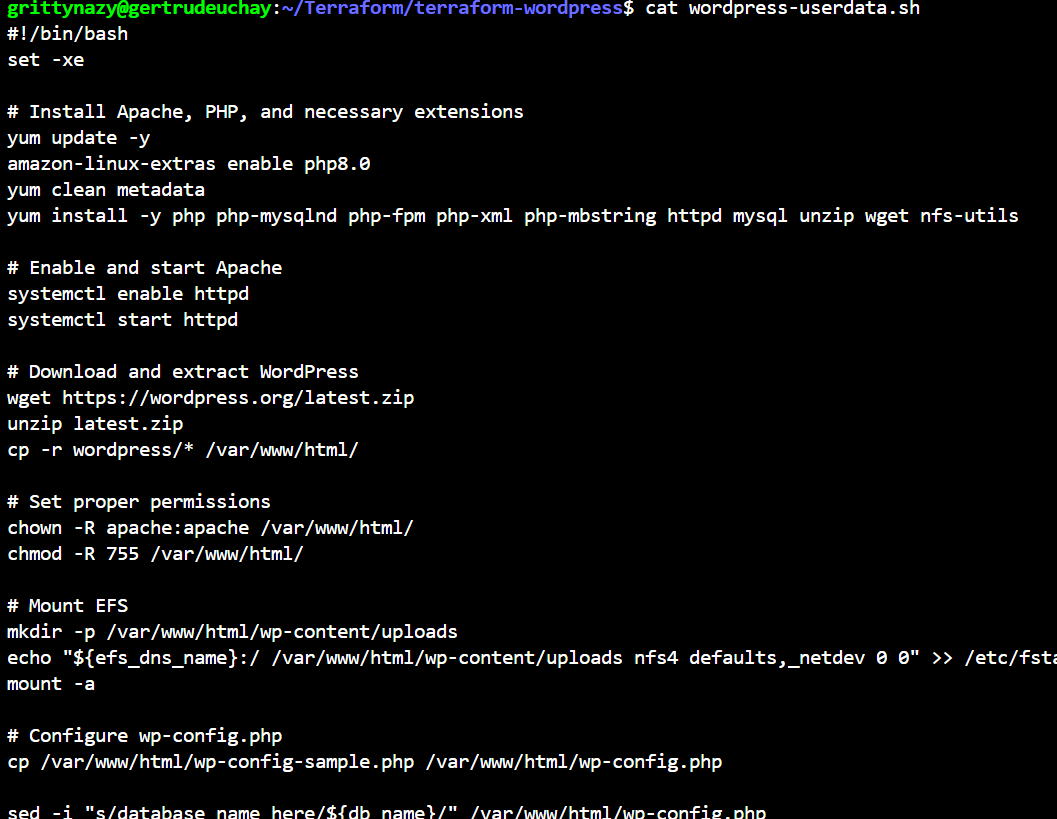 grittynazy@gertrudeuchay:~/Terraform/terraform-wordpress$ cat wordpress-userdata.sh
#!/bin/bash
set -xe
# Install Apache, PHP, and necessary extensions
yum update -y
amazon-linux-extras enable php8.0
yum clean metadata
yum install -y php php-mysqlnd php-fpm php-xml php-mbstring httpd mysql unzip wget nfs-utils
# Enable and start Apache
systemctl enable httpd
systemctl start httpd
# Download and extract WordPress
wget https://wordpress.org/latest.zip
unzip latest.zip
cp -r wordpress/* /var/www/html/
# Set proper permissions
chown -R apache:apache /var/www/html/
chmod -R 755 /var/www/html/
# Mount EFS
mkdir -p /var/www/html/wp-content/uploads
echo "${efs_dns_name}:/ /var/www/html/wp-content/uploads nfs4 defaults,_netdev 0 0" >> /etc/fsta
mount -a
# Configure wp-config.php
cp /var/www/html/wp-config-sample.php /var/www/html/wp-config.php
sed -i "s/database_name_here/${db_name}/" /var/www/html/wp-config.php